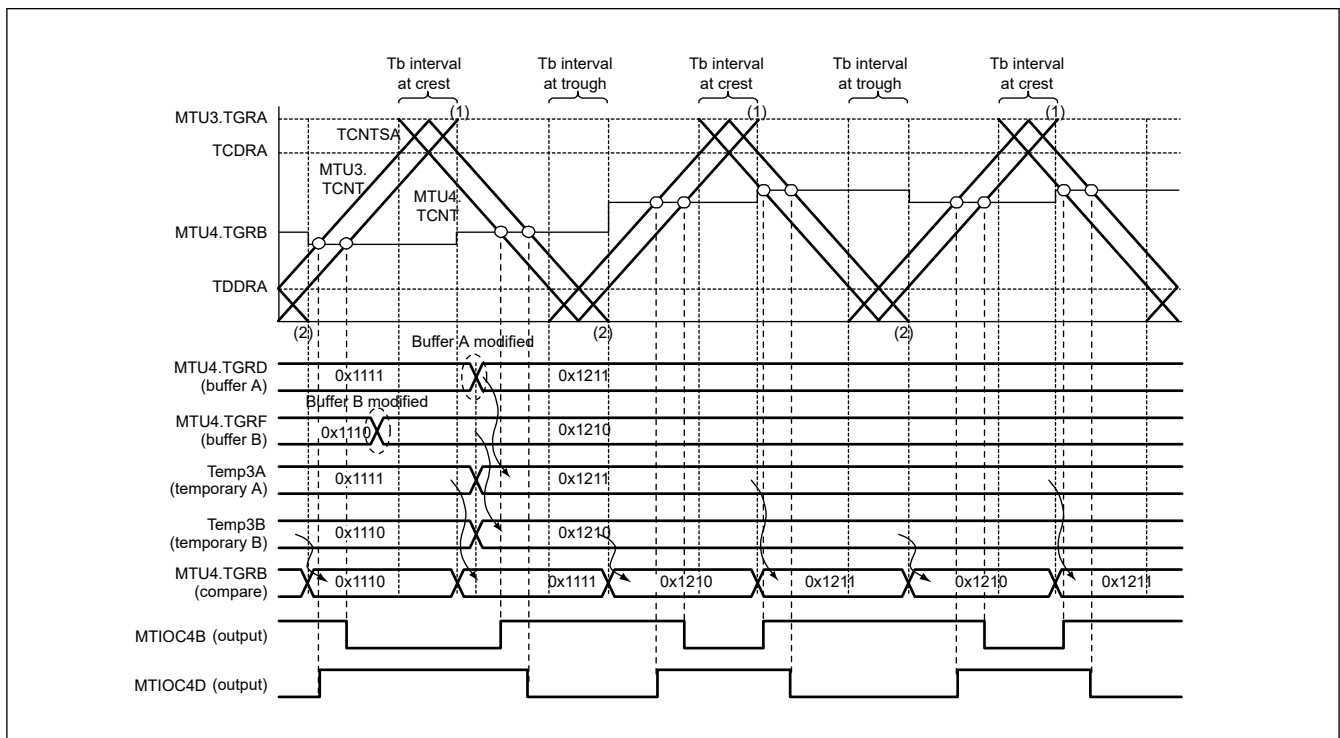 Tb interval
at crest
Tb interval
at trough
Tb interval
at crest
Tb interval
at trough
Tb interval
at crest
MTU3.TGRA
TCNTSA
(1)
(1)
(1)
TCDRA
MTU3.
TCNT
MTU4.
TCNT
MTU4.TGRB
TDDRA
(2)
(2)
(2)
Buffer A modified
MTU4.TGRD
(buffer A)
0x1111
0x1211
Buffer B modified
MTU4.TGRF
(buffer B)
0x1110
0x1210
Temp3A
(temporary A)
0x1111
0x1211
Temp3B
(temporary B)
0x1110
0x1210
MTU4.TGRB
(compare)
0x1110
0x1111
0x1210
0x1211
0x1210
0x1211
MTIOC4B (output)
MTIOC4D (output)